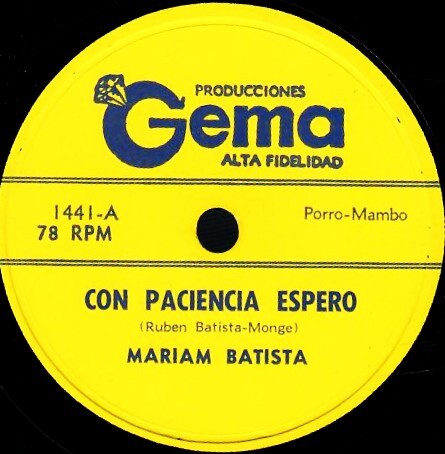 PRODUCCIONES
Gema
ALTA FIDELIDAD
1441-A
Porro-Mambo
78 RPM
CON PACIENCIA ESPERO
(Ruben Batista-Monge)
MARIAM BATISTA